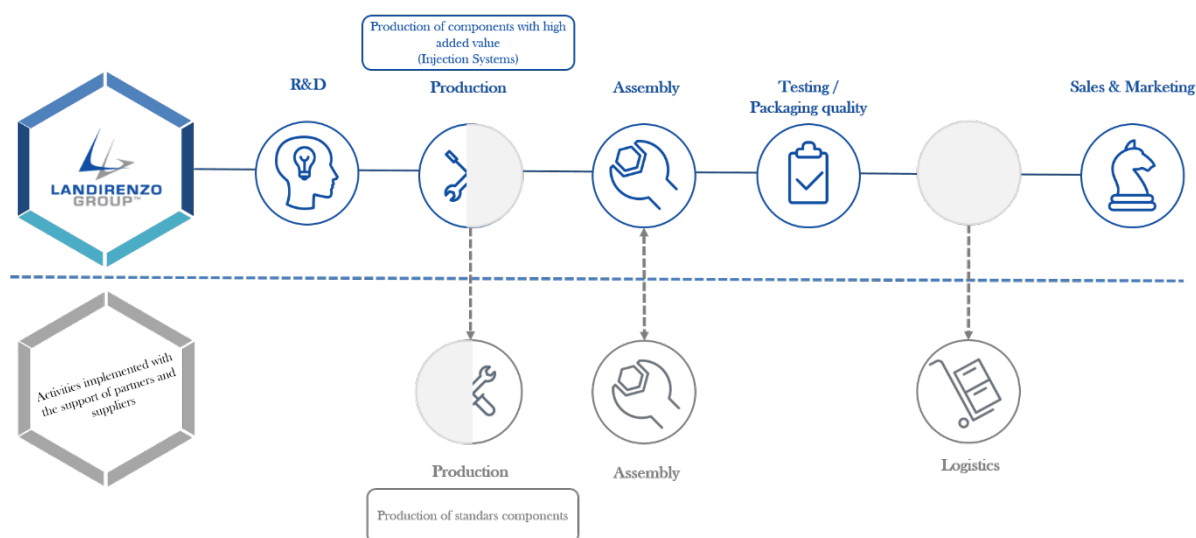 Production of components with high
added value
(Injection Systems)
R&D
Production
Assembly
Testing /
Packaging quality
Sales & Marketing
LANDIRENZO
GROUP™
Activities implemented with
the support of partners and
suppliers
Production
Assembly
Logistics
Production of standars components